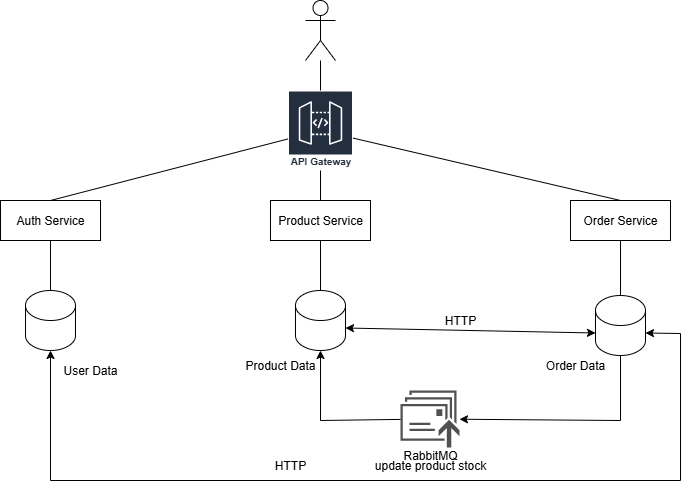 API Gateway
Auth Service
Product Service
Order Service
HTTP
User Data
Product Data
Order Data
RabbitMQ
update product stock
HTTP